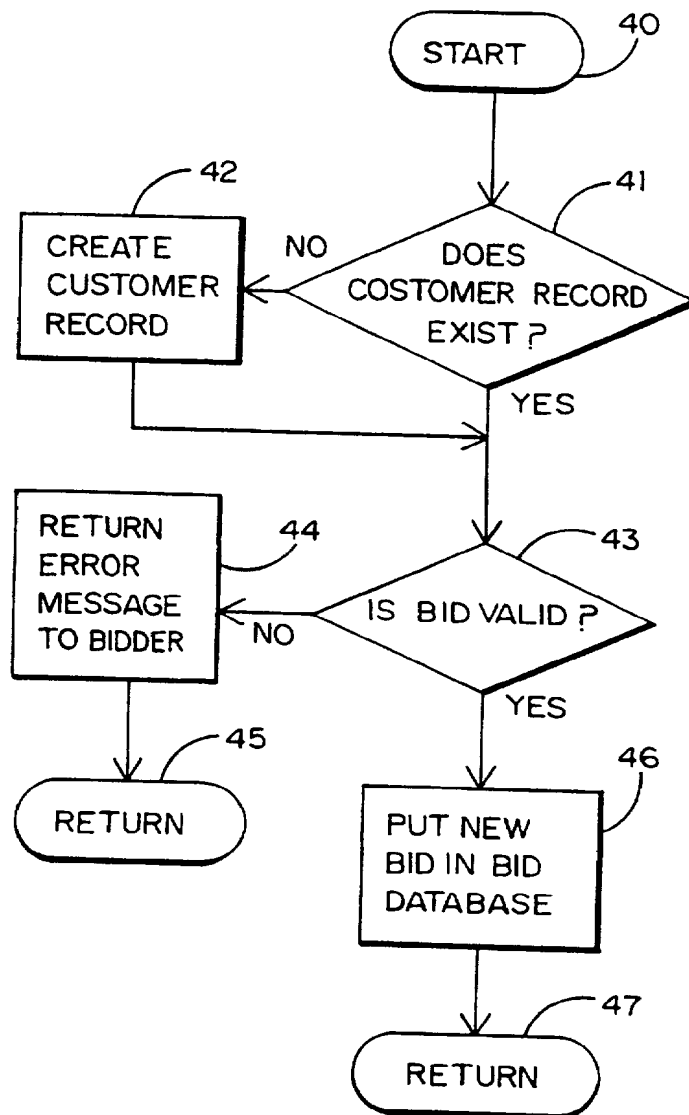 START
40
42
41
CREATE
CUSTOMER
RECORD
NO
DOES
COSTOMER RECORD
EXIST?
YES
RETURN
ERROR
MESSAGE
TO BIDDER
44
43
NO
IS BID VALID?
YES
45
RETURN
46
PUT NEW
BID IN BID
DATABASE
47
RETURN